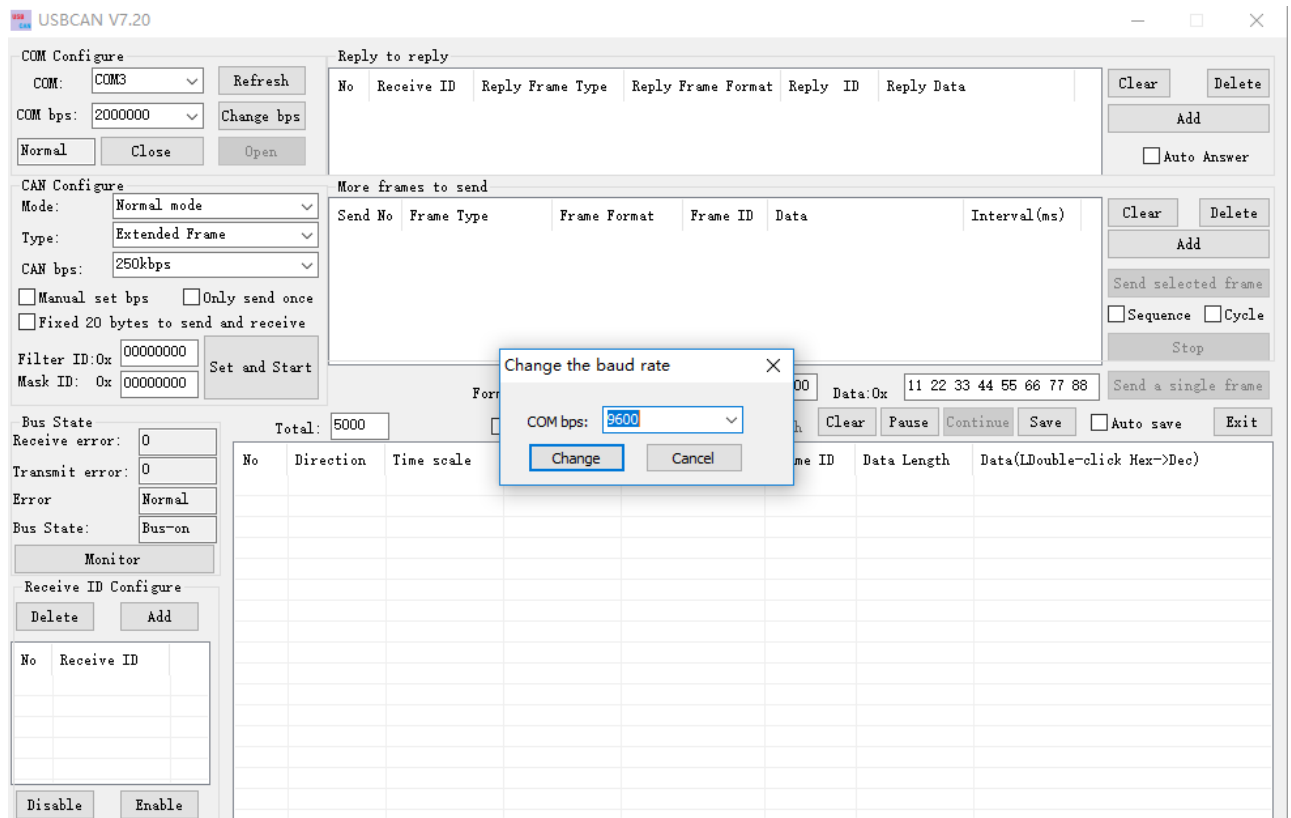 USB CAN USBCAN V7.20
COM Configure
COM: COM3 Refresh
COM bps: 2000000 Change bps
Normal Close Open
Reply to reply
No Receive ID Reply Frame Type Reply Frame Format Reply ID Reply Data
Clear Delete
Add
Auto Answer
CAN Configure
Mode: Normal mode
Type: Extended Frame
CAN bps: 250kbps
Manual set bps Only send once
Fixed 20 bytes to send and receive
Filter ID:0x 00000000
Mask ID: 0x 00000000
Set and Start
More frames to send
Send No Frame Type Frame Format Frame ID Data Interval(ms)
Clear Delete
Add
Send selected frame
Sequence Cycle
Stop
Data:0x 11 22 33 44 55 66 77 88 Send a single frame
Change the baud rate
COM bps: 9600
Change Cancel
Bus State
Receive error: 0
Transmit error: 0
Error Normal
Bus State: Bus-on
Monitor
Total: 5000
Clear Pause Continue Save Auto save Exit
No Direction Time scale ID Data Length Data(LDouble-click Hex->Dec)
Receive ID Configure
Delete Add
No Receive ID
Disable Enable